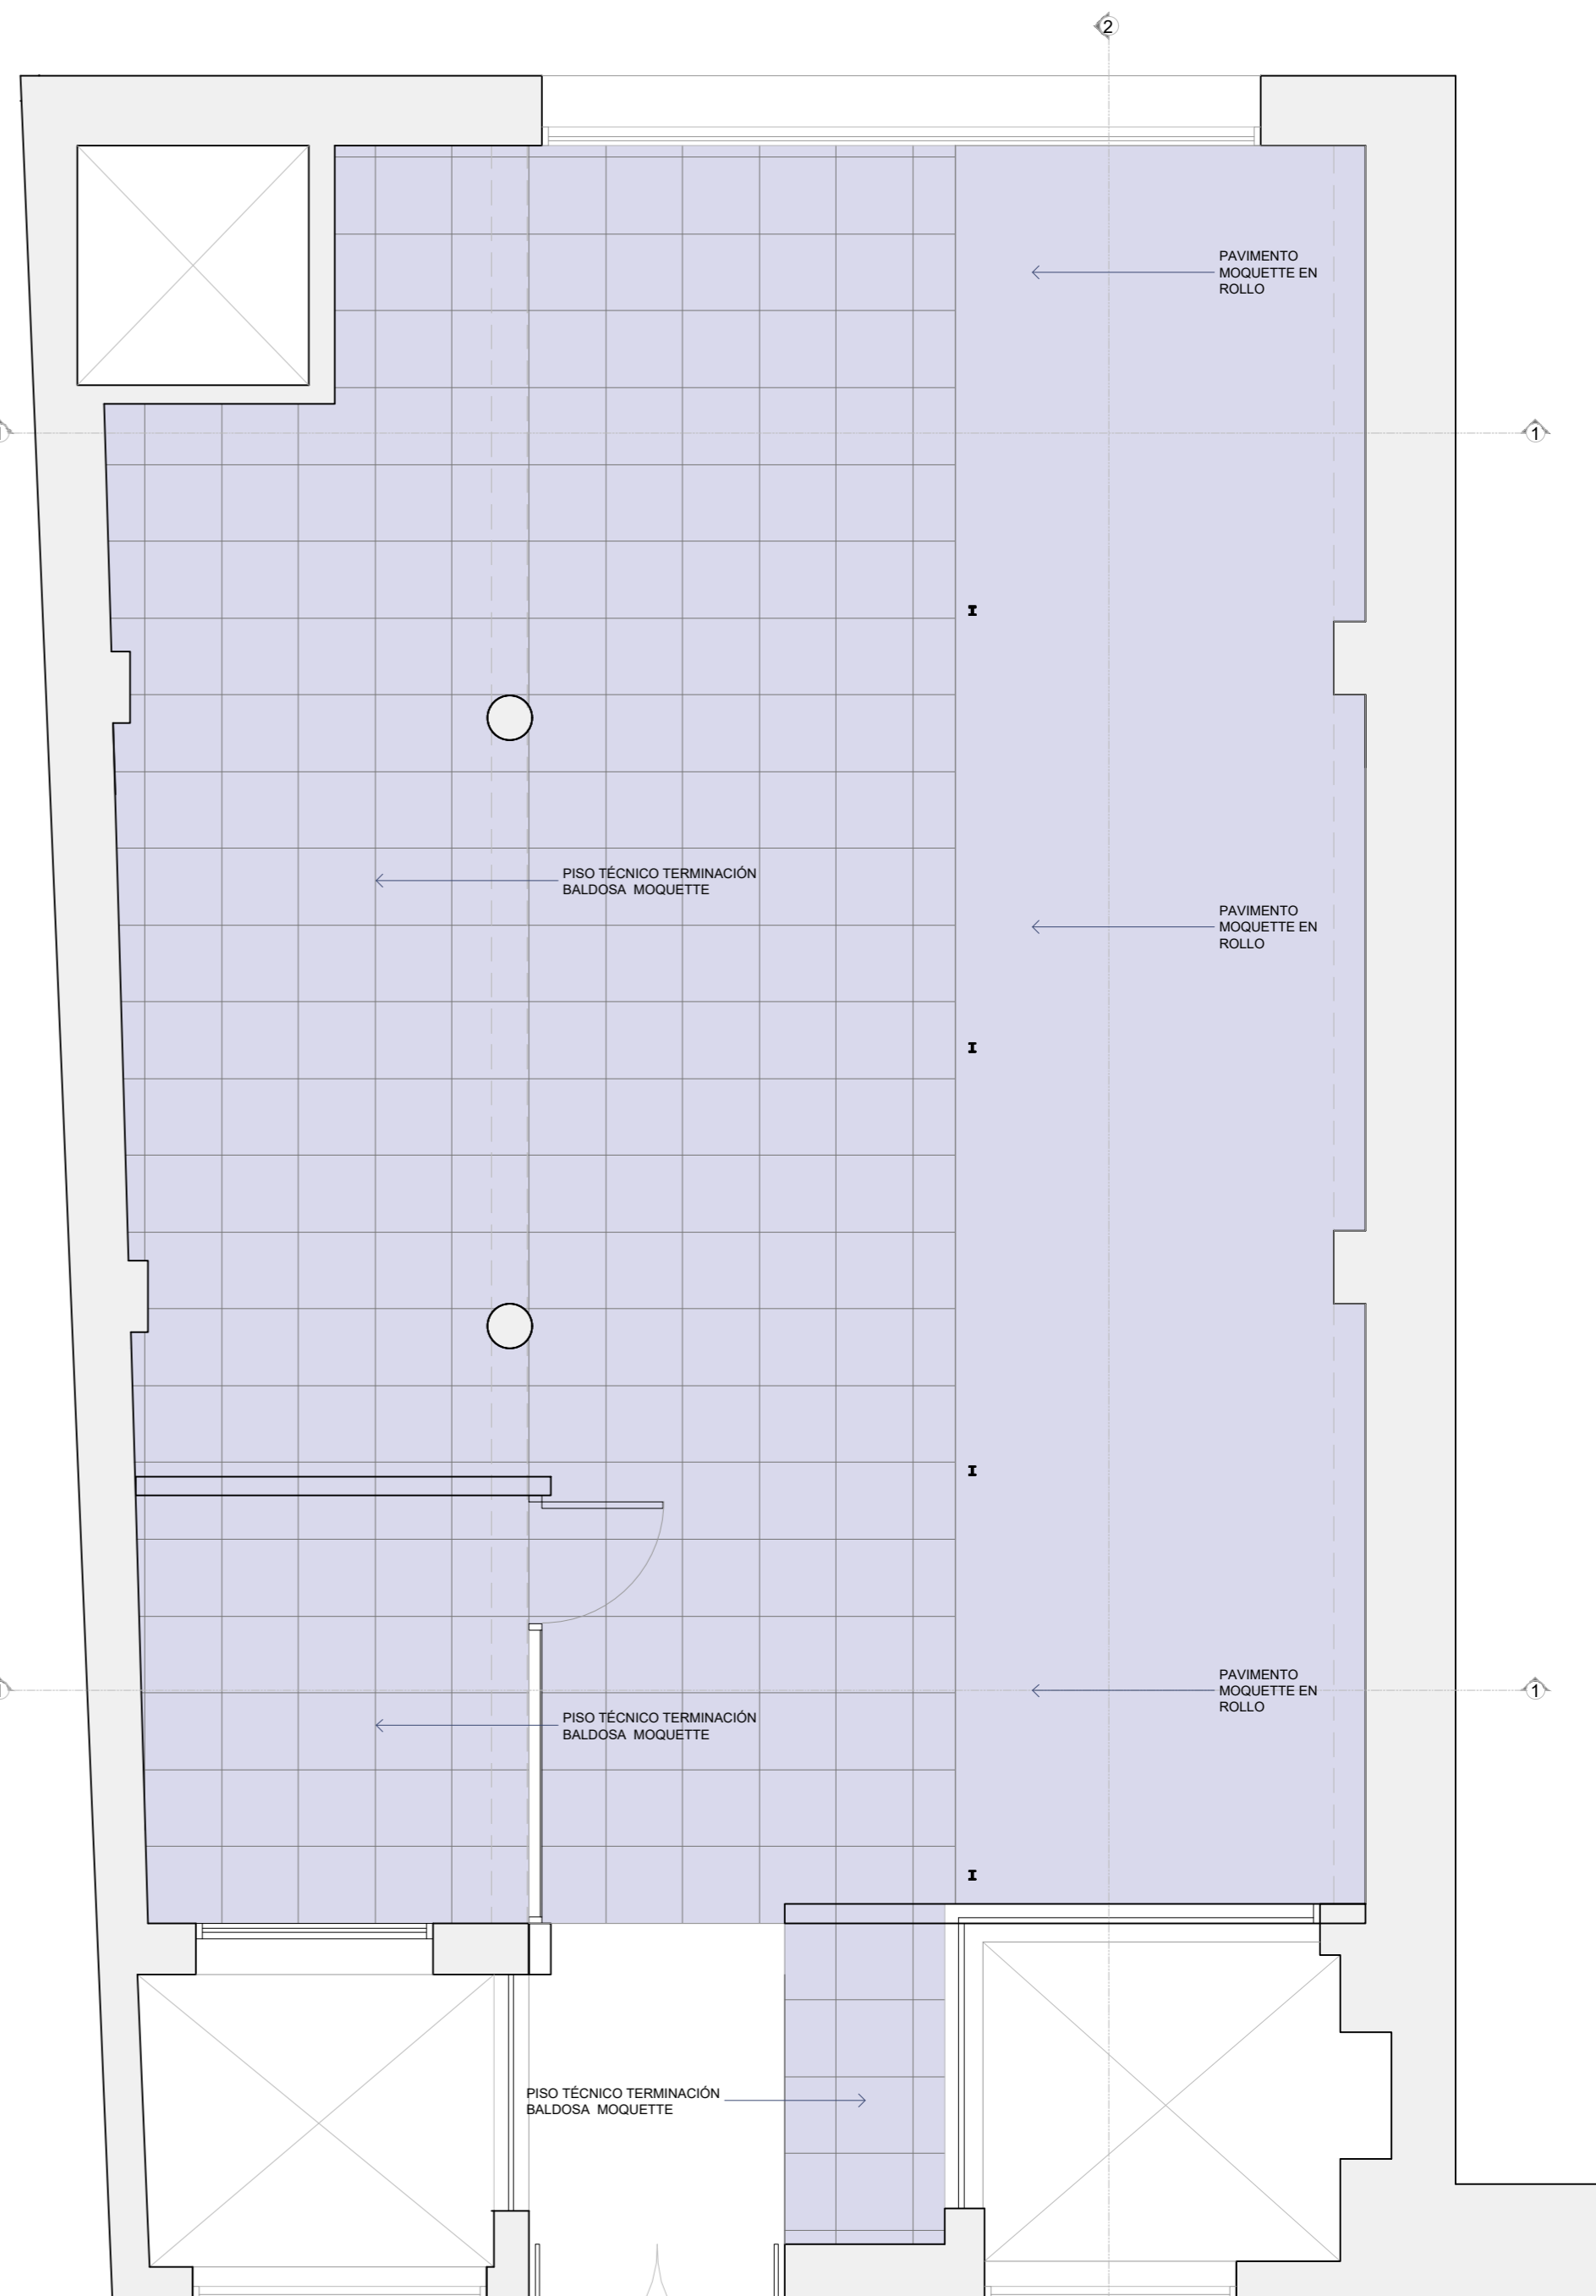 2
PAVIMENTO
MOQUETTE EN
ROLLO
1
PISO TÉCNICO TERMINACIÓN
BALDOSA MOQUETTE
PAVIMENTO
MOQUETTE EN
ROLLO
PAVIMENTO
MOQUETTE EN
ROLLO
1
PISO TÉCNICO TERMINACIÓN
BALDOSA MOQUETTE
PISO TÉCNICO TERMINACIÓN
BALDOSA MOQUETTE